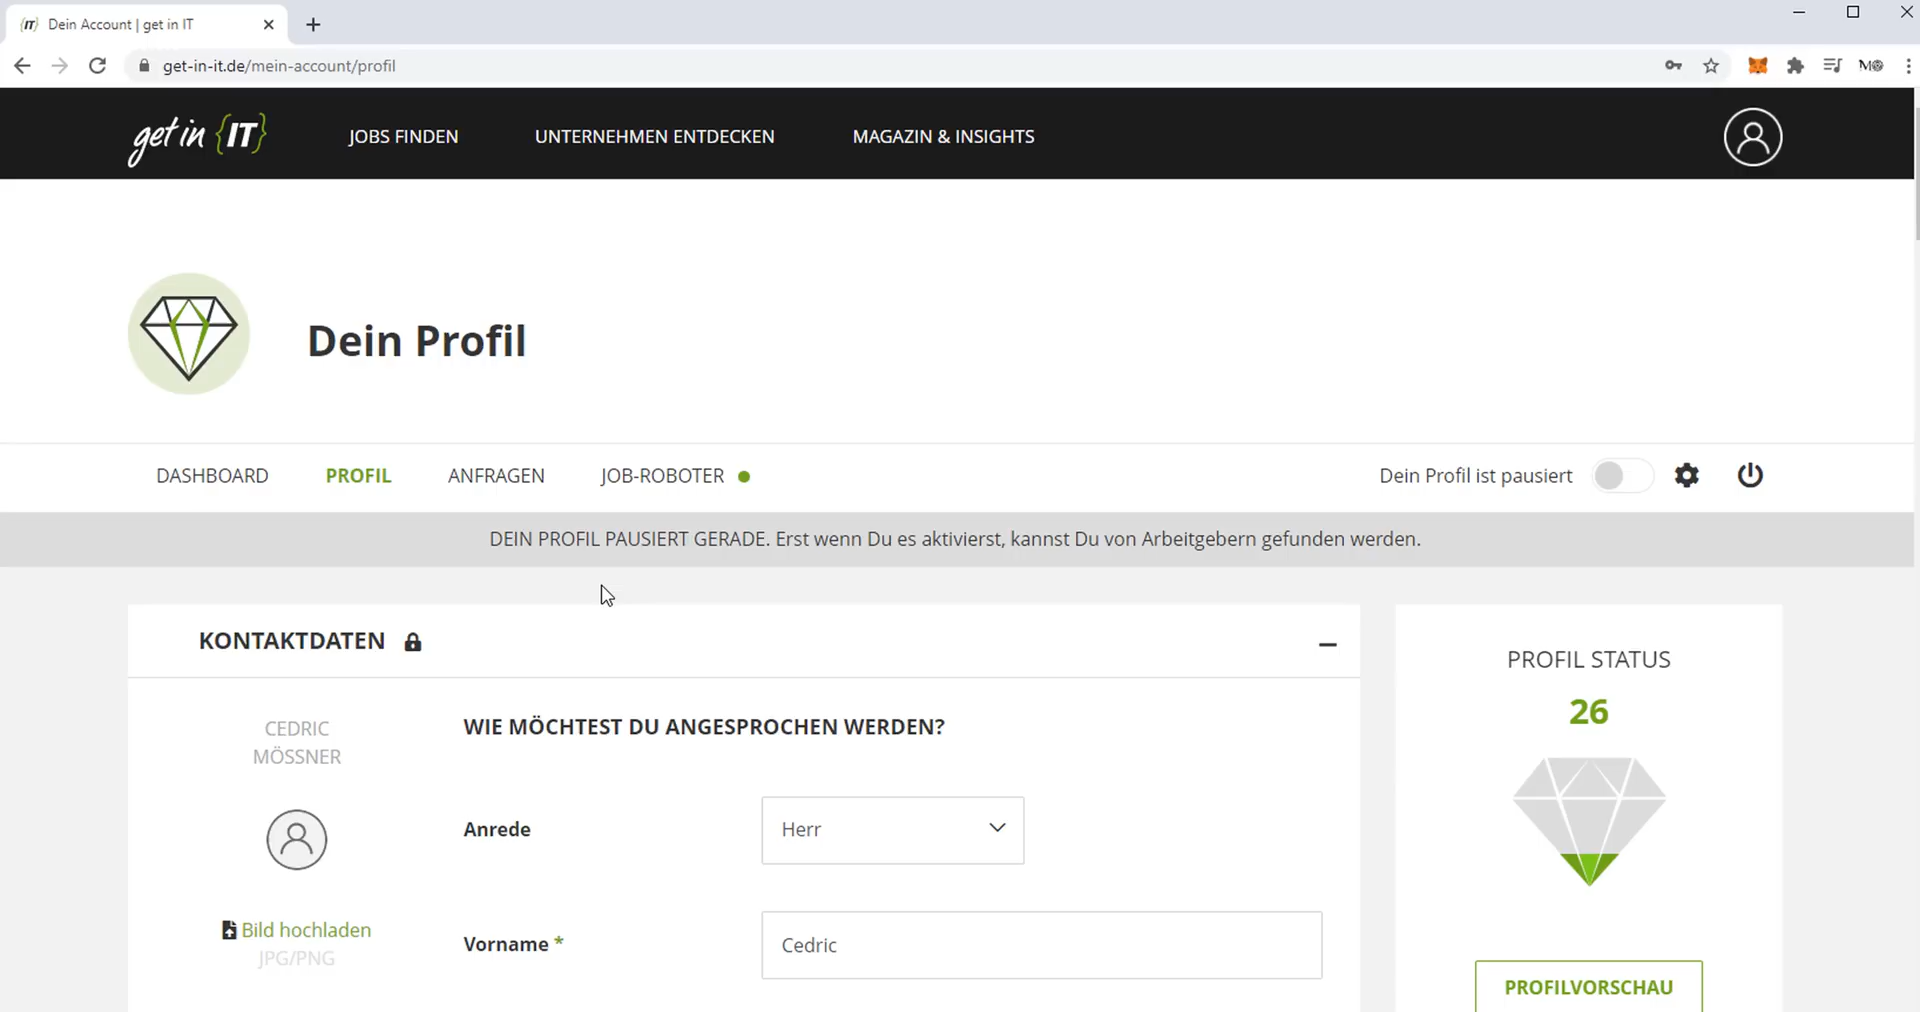 {IT} Dein Account | get in IT
get-in-it.de/mein-account/profil
get in {IT} JOBS FINDEN UNTERNEHMEN ENTDECKEN MAGAZIN & INSIGHTS
Dein Profil
DASHBOARD PROFIL ANFRAGEN JOB-ROBOTER Dein Profil ist pausiert
DEIN PROFIL PAUSIERT GERADE. Erst wenn Du es aktivierst, kannst Du von Arbeitgebern gefunden werden.
KONTAKTDATEN
CEDRIC
MÖSSNER
WIE MÖCHTEST DU ANGESPROCHEN WERDEN?
Anrede Herr
Bild hochladen
JPG/PNG
Vorname * Cedric
PROFIL STATUS
26
PROFILVORSCHAU